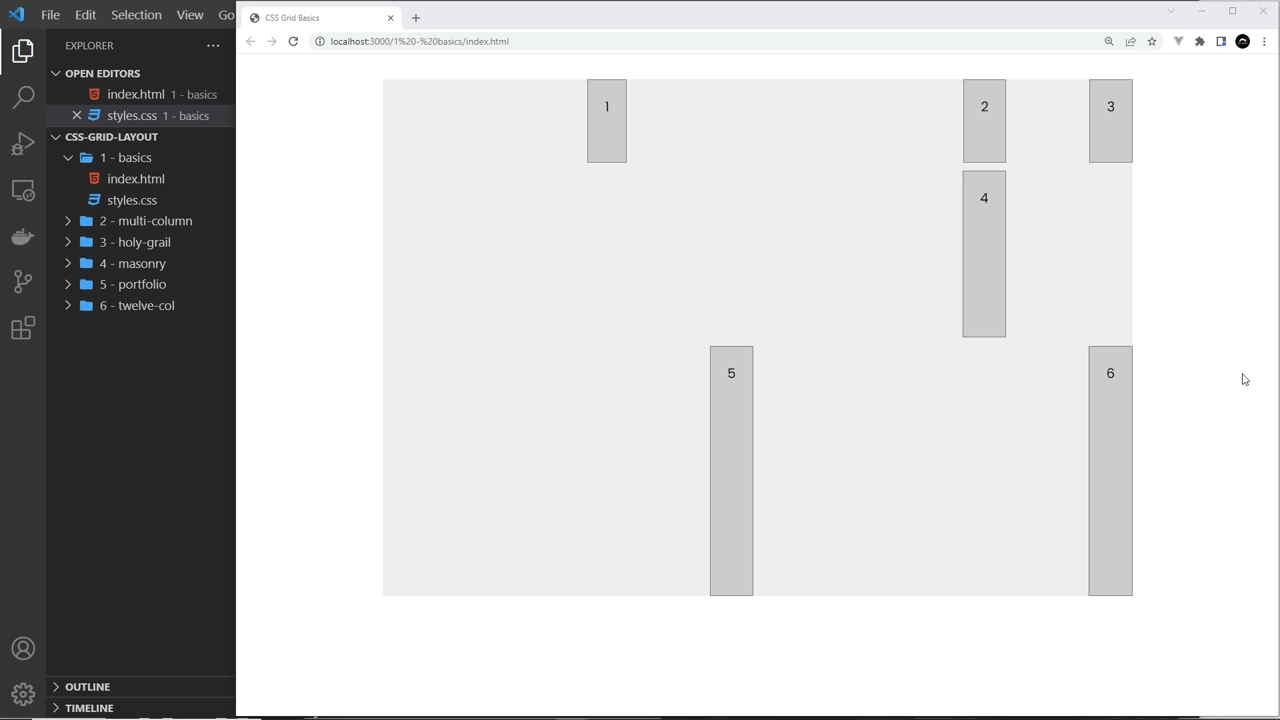 File Edit Selection View Go
CSS Grid Basics
localhost:3000/1%20-%20basics/index.html
EXPLORER
OPEN EDITORS
index.html 1 - basics
styles.css 1 - basics
CSS-GRID-LAYOUT
1 - basics
index.html
styles.css
2 - multi-column
3 - holy-grail
4 - masonry
5 - portfolio
6 - twelve-col
OUTLINE
TIMELINE
1 2 3
4
5 6